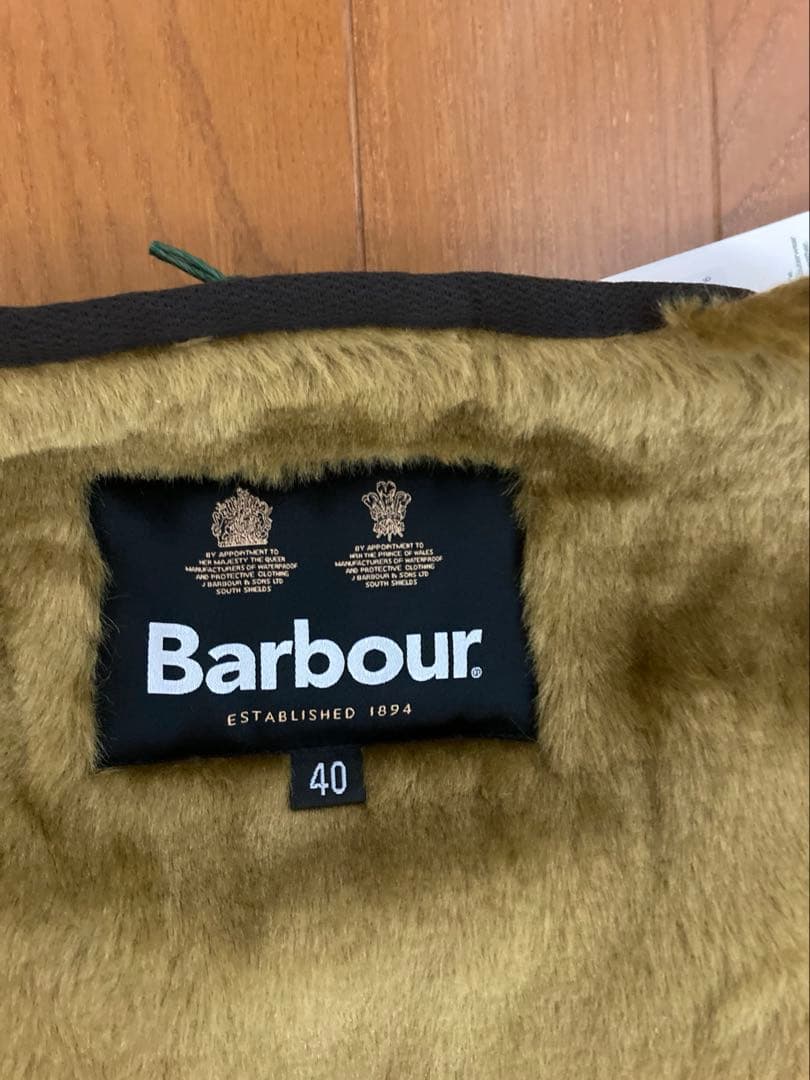 BY APPOINTMENT TO
HER MAJESTY THE QUEEN
MANUFACTURERS OF WATERPROOF
AND PROTECTIVE CLOTHING
J BARBOUR & SONS LTD
SOUTH SHIELDS
BY APPOINTMENT TO
HRH THE PRINCE OF WALES
MANUFACTURERS OF WATERPROOF
AND PROTECTIVE CLOTHING
J BARBOUR & SONS LTD
SOUTH SHIELDS
Barbour®
ESTABLISHED 1894
40